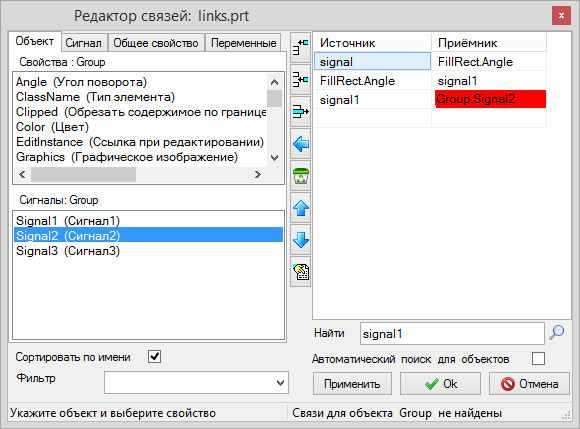 Редактор связей: links.prt
Объект Сигнал Общее свойство Переменные
Свойства : Group
Angle (Угол поворота)
ClassName (Тип элемента)
Clipped (Обрезать содержимое по границе
Color (Цвет)
EditInstance (Ссылка при редактировании)
Graphics (Графическое изображение)
Сигналы: Group
Signal1 (Сигнал1)
Signal2 (Сигнал2)
Signal3 (Сигнал3)
Сортировать по имени
Фильтр
Источник Приёмник
signal FillRect.Angle
FillRect.Angle signal1
signal1 Group.Signal2
Найти signal1
Автоматический поиск для объектов
Применить Ok Отмена
Укажите объект и выберите свойство Связи для объекта Group не найдены